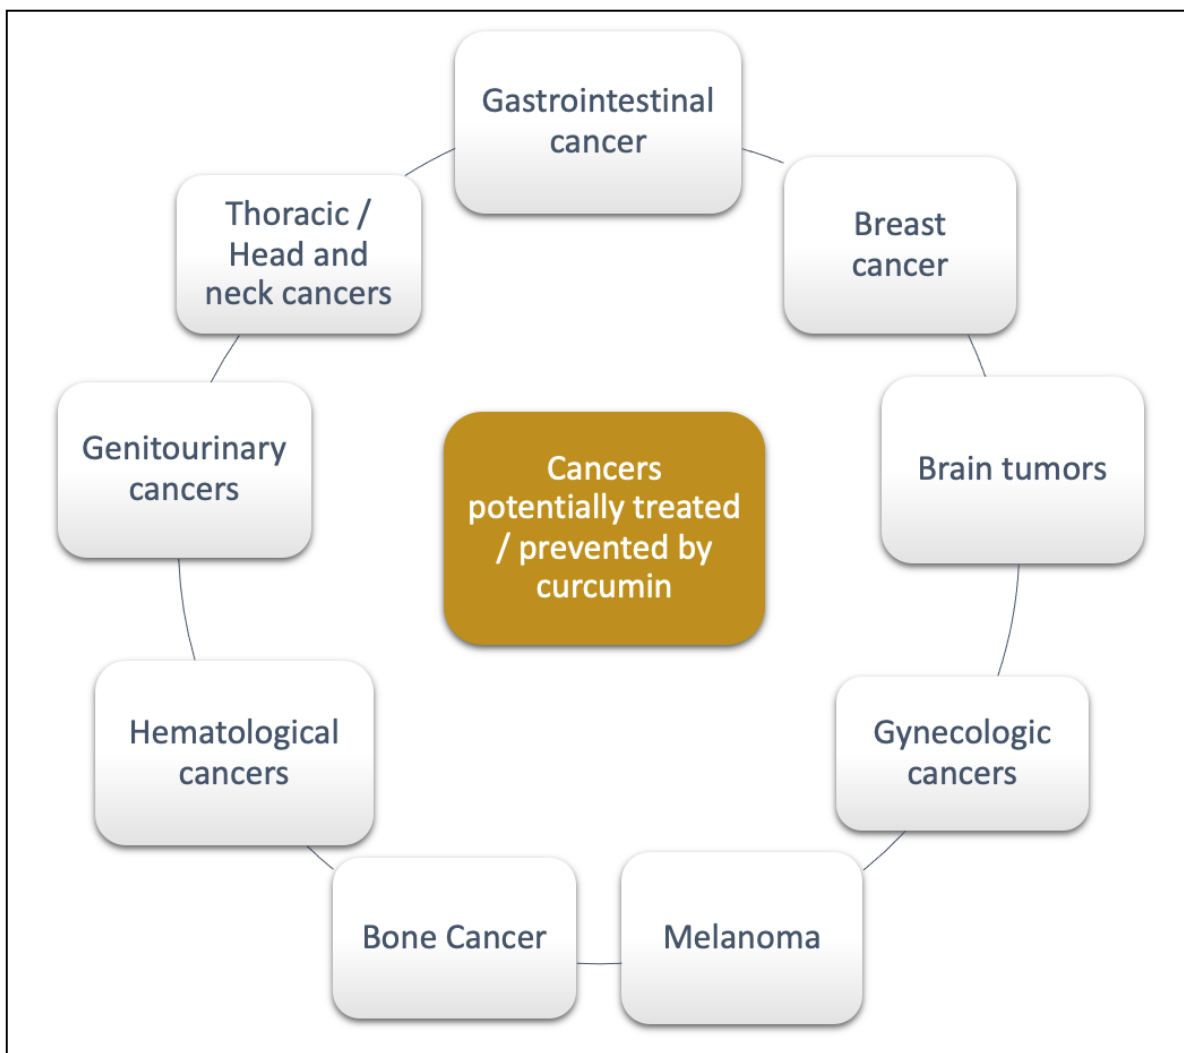 Gastrointestinal
cancer
Breast
cancer
Brain tumors
Gynecologic
cancers
Melanoma
Bone Cancer
Hematological
cancers
Genitourinary
cancers
Thoracic /
Head and
neck cancers
Cancers
potentially treated
/ prevented by
curcumin